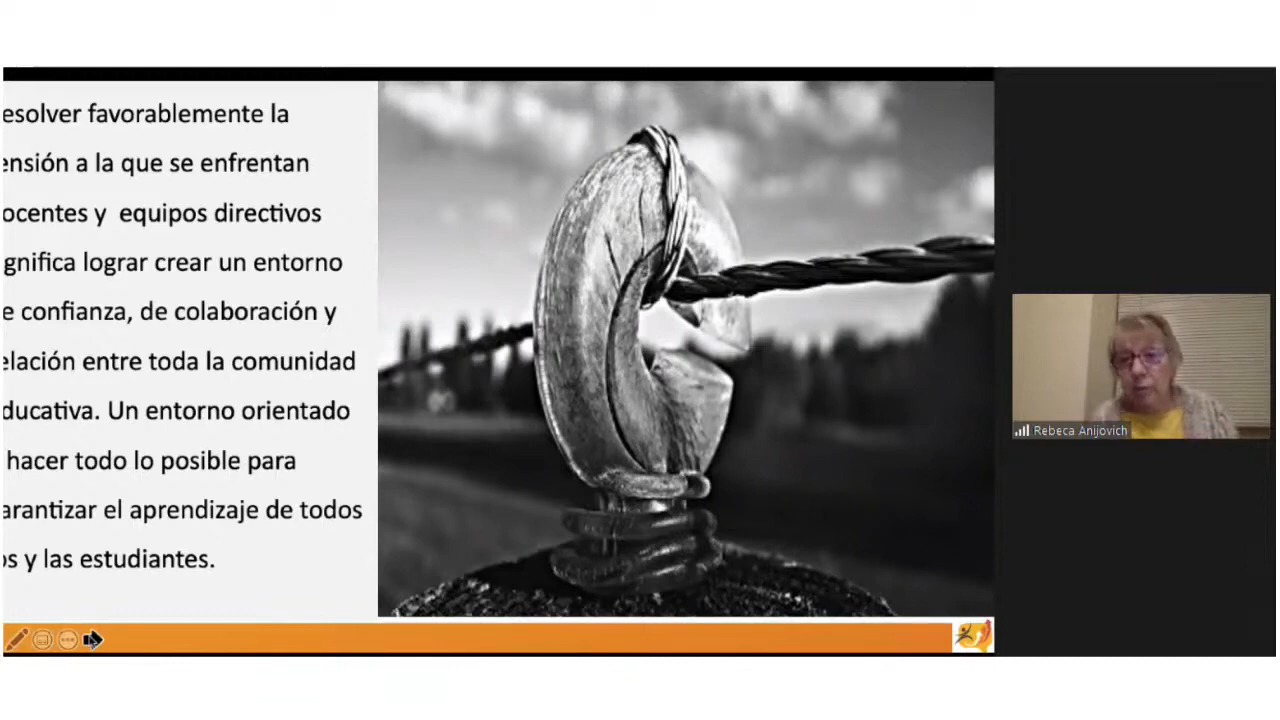 esolver favorablemente la
ensión a la que se enfrentan
ocentes y equipos directivos
gnifica lograr crear un entorno
e confianza, de colaboración y
elación entre toda la comunidad
ducativa. Un entorno orientado
hacer todo lo posible para
arantizar el aprendizaje de todos
os y las estudiantes.
Rebeca Anijovich